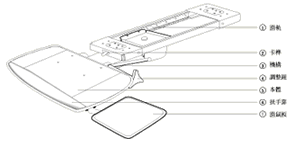 ① 滑軌
② 卡榫
③ 機構
④ 調整鈕
⑤ 本體
⑥ 扶手墊
⑦ 滑鼠板